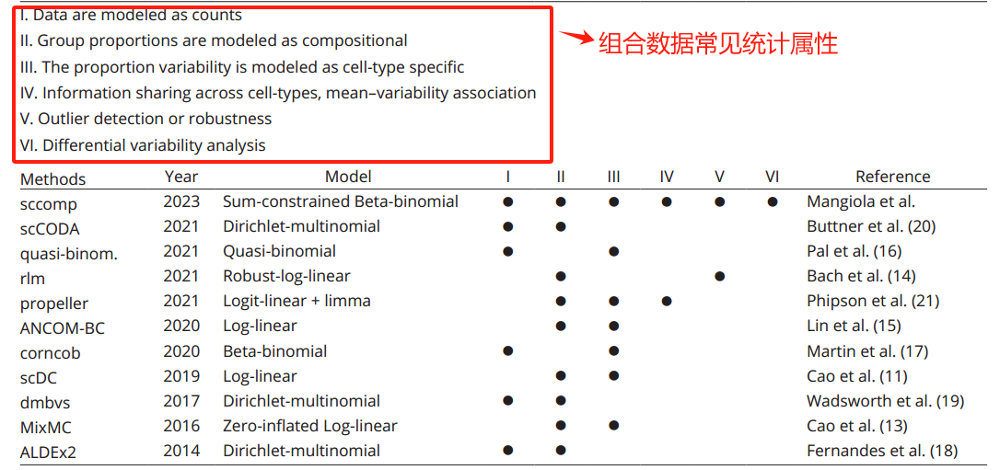 I. Data are modeled as counts
II. Group proportions are modeled as compositional
组合数据常见统计属性
III. The proportion variability is modeled as cell-type specific
IV. Information sharing across cell-types, mean–variability association
V. Outlier detection or robustness
VI. Differential variability analysis
Methods Year Model I II III IV V VI Reference
sccomp 2023 Sum-constrained Beta-binomial ● ● ● ● ● ● Mangiola et al.
scCODA 2021 Dirichlet-multinomial ● ● Buttner et al. (20)
quasi-binom. 2021 Quasi-binomial ● ● Pal et al. (16)
rlm 2021 Robust-log-linear ● ● Bach et al. (14)
propeller 2021 Logit-linear + limma ● ● ● Phipson et al. (21)
ANCOM-BC 2020 Log-linear ● ● Lin et al. (15)
corncob 2020 Beta-binomial ● ● Martin et al. (17)
scDC 2019 Log-linear ● ● Cao et al. (11)
dmbvs 2017 Dirichlet-multinomial ● ● Wadsworth et al. (19)
MixMC 2016 Zero-inflated Log-linear ● ● Cao et al. (13)
ALDEx2 2014 Dirichlet-multinomial ● ● Fernandes et al. (18)